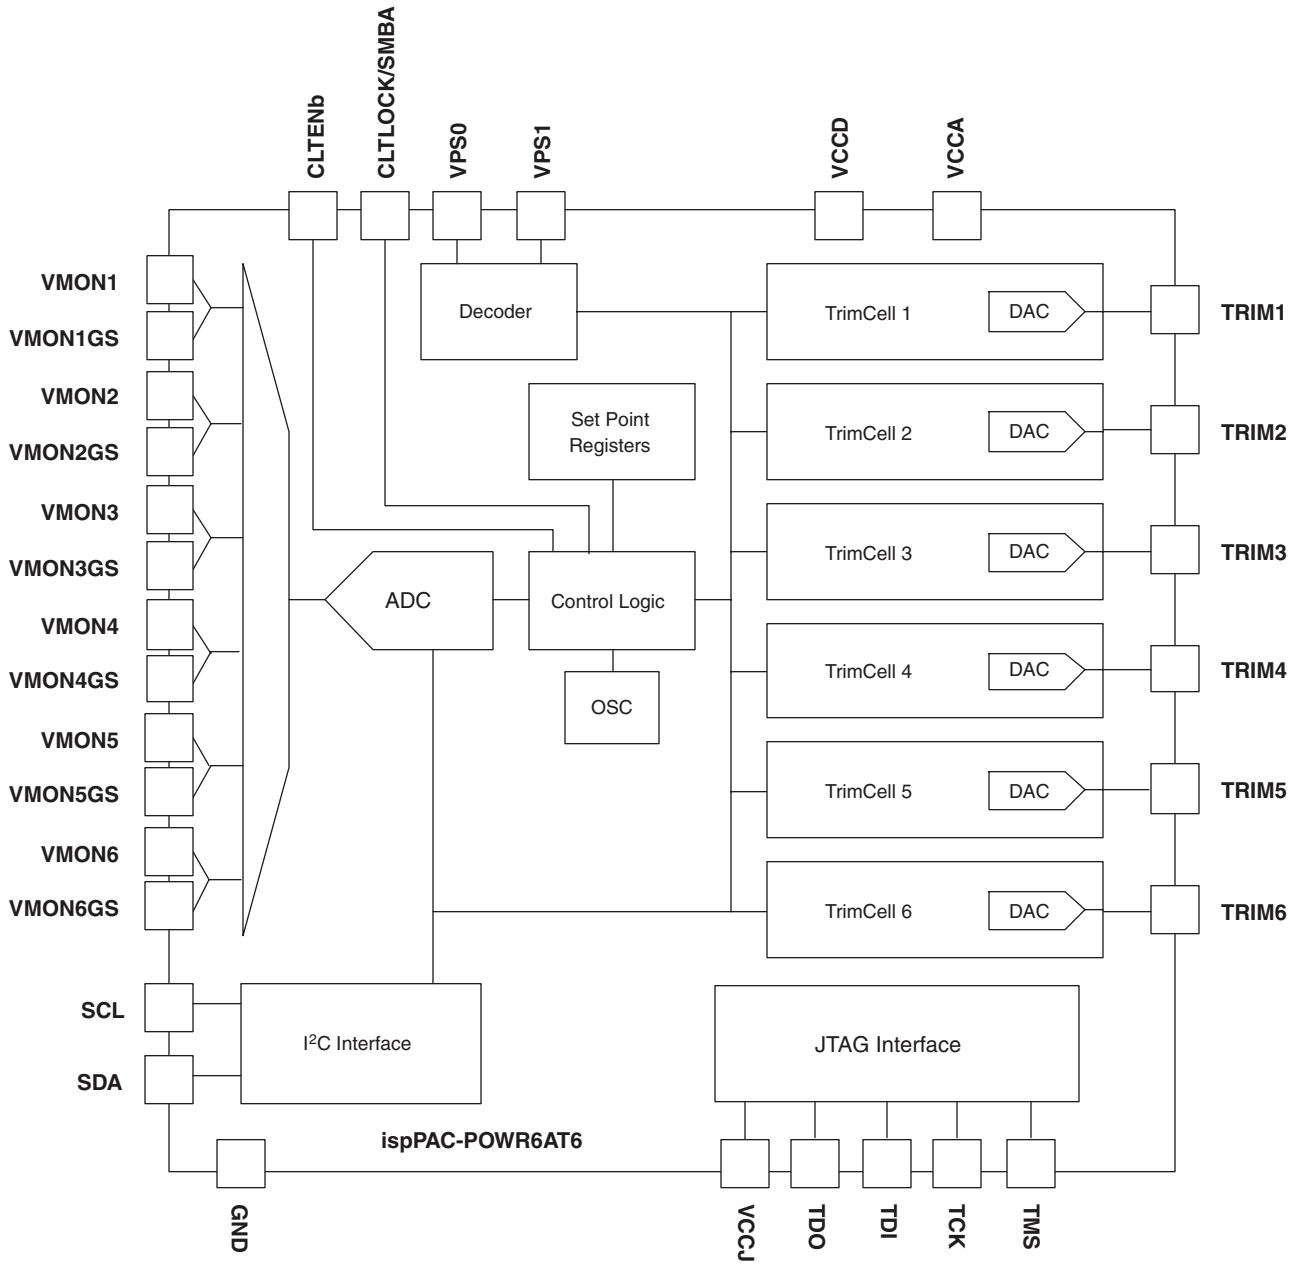 CLTENb
CLTLOCK/SMBA
VPS0
VPS1
VCCD
VCCA
VMON1
VMON1GS
VMON2
VMON2GS
VMON3
VMON3GS
VMON4
VMON4GS
VMON5
VMON5GS
VMON6
VMON6GS
SCL
SDA
Decoder
Set Point
Registers
ADC
Control Logic
OSC
TrimCell 1
DAC
TRIM1
TrimCell 2
DAC
TRIM2
TrimCell 3
DAC
TRIM3
TrimCell 4
DAC
TRIM4
TrimCell 5
DAC
TRIM5
TrimCell 6
DAC
TRIM6
I²C Interface
JTAG Interface
ispPAC-POWR6AT6
GND
VCCJ
TDO
TDI
TCK
TMS